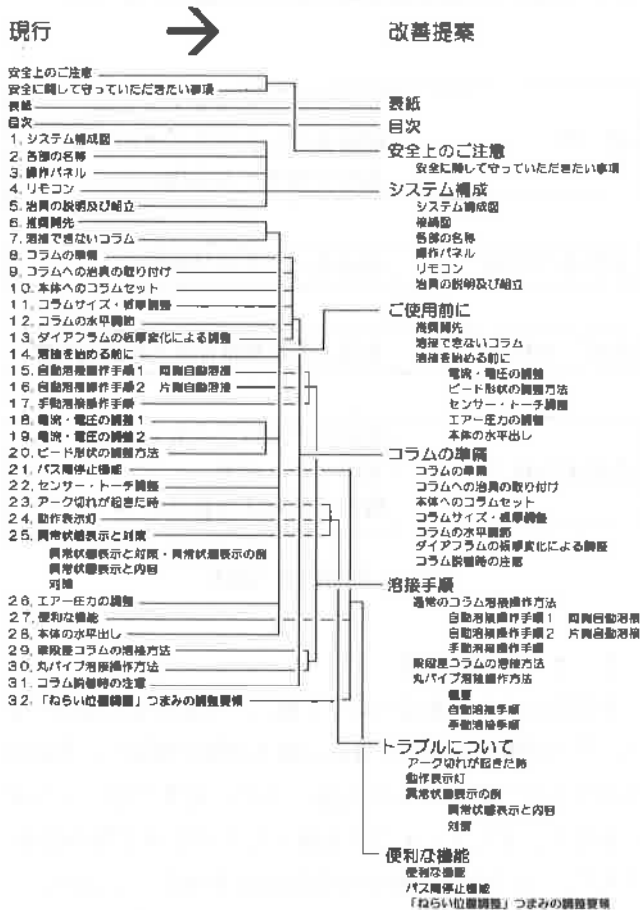 現行
安全上のご注意
安全に関して守っていただきたい事項
表紙
目次
1. システム構成図
2. 各部の名称
3. 操作パネル
4. リモコン
5. 治具の説明及び組立
6. 推奨開先
7. 溶接できないコラム
8. コラムの準備
9. コラムへの治具の取り付け
10. 本体へのコラムセット
11. コラムサイズ・板厚調整
12. コラムの水平調節
13. ダイアフラムの板厚変化による調整
14. 溶接を始める前に
15. 自動溶接操作手順1 両側自動溶接
16. 自動溶接操作手順2 片側自動溶接
17. 手動溶接操作手順
18. 電流・電圧の調整1
19. 電流・電圧の調整2
20. ビード形状の調整方法
21. パス間停止機能
22. センサー・トーチ調整
23. アーク切れが起きた時
24. 動作表示灯
25. 異常状態表示と対策
異常状態表示と対策・異常状態表示の例
異常状態表示と内容
対策
26. エアー圧力の調整
27. 便利な機能
28. 本体の水平出し
29. 階段型コラムの溶接方法
30. 丸パイプ溶接操作方法
31. コラム脱着時の注意
32. 「ねらい位置調整」つまみの調整要領
改善提案
表紙
目次
安全上のご注意
安全に関して守っていただきたい事項
システム構成
システム構成図
接続図
各部の名称
操作パネル
リモコン
治具の説明及び組立
ご使用前に
推奨開先
溶接できないコラム
溶接を始める前に
電流・電圧の調整
ビード形状の調整方法
センサー・トーチ調整
エアー圧力の調整
本体の水平出し
コラムの準備
コラムの準備
コラムへの治具の取り付け
本体へのコラムセット
コラムサイズ・板厚調整
コラムの水平調節
ダイアフラムの板厚変化による調整
コラム脱着時の注意
溶接手順
通常のコラム溶接操作方法
自動溶接操作手順1 両側自動溶接
自動溶接操作手順2 片側自動溶接
手動溶接操作手順
コラムの溶接方法
丸パイプ溶接操作方法
概要
自動溶接手順
手動溶接手順
トラブルについて
アーク切れが起きた時
動作表示灯
異常状態表示の例
異常状態表示と内容
対策
便利な機能
便利な機能
パス間停止機能
「ねらい位置調整」つまみの調整要領